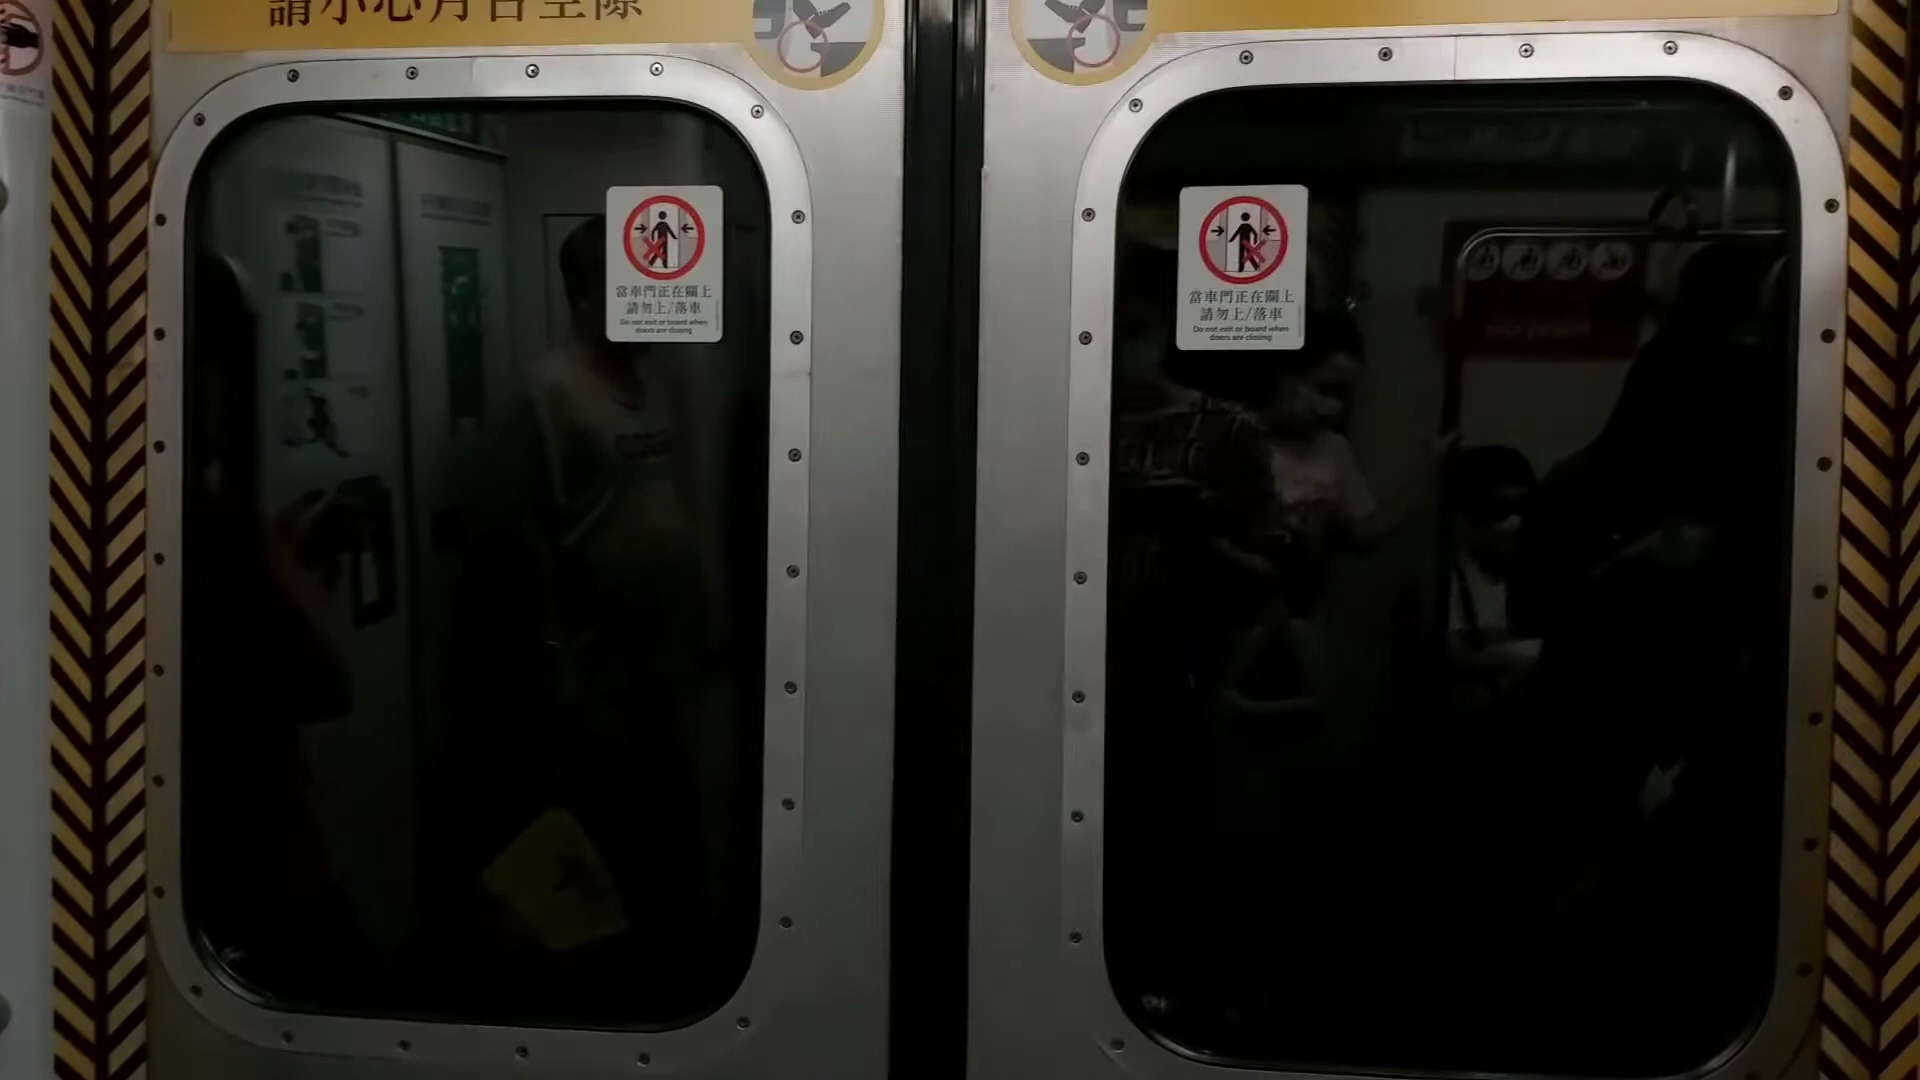 請小心月台空隙
當車門正在關上
請勿上/落車
Do not exit or board when
doors are closing
當車門正在關上
請勿上/落車
Do not exit or board when
doors are closing